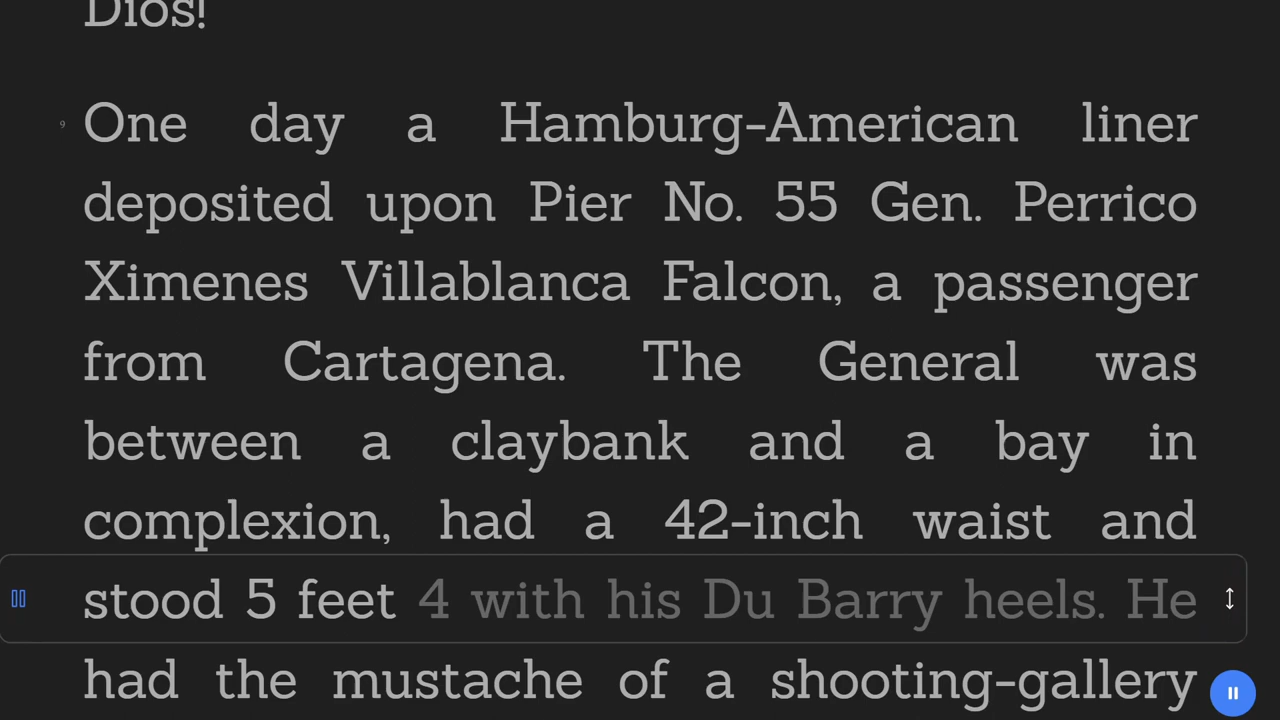 Dios!
9
One day a Hamburg-American liner
deposited upon Pier No. 55 Gen. Perrico
Ximenes Villablanca Falcon, a passenger
from Cartagena. The General was
between a claybank and a bay in
complexion, had a 42-inch waist and
stood 5 feet 4 with his Du Barry heels. He
had the mustache of a shooting-gallery